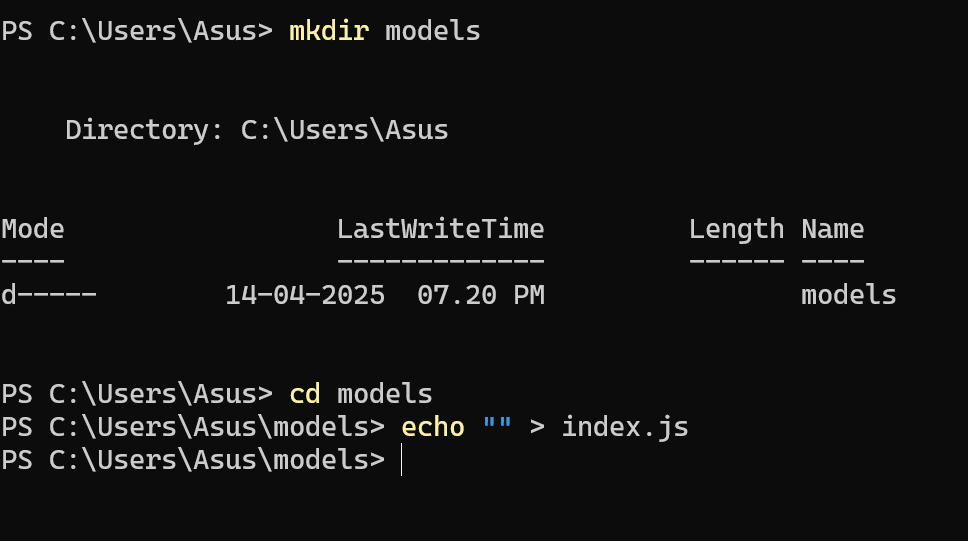 PS C:\Users\Asus> mkdir models
Directory: C:\Users\Asus
Mode LastWriteTime Length Name
---- ------------- ------ ----
d----- 14-04-2025 07.20 PM models
PS C:\Users\Asus> cd models
PS C:\Users\Asus\models> echo "" > index.js
PS C:\Users\Asus\models>